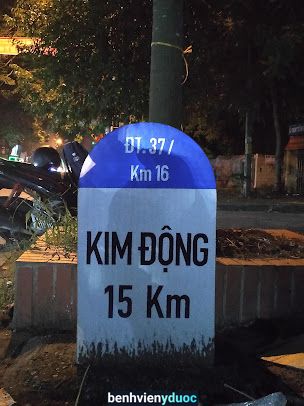 ĐT.37/
Km 16
KIM ĐỘNG
15 Km
benhvienyduoc